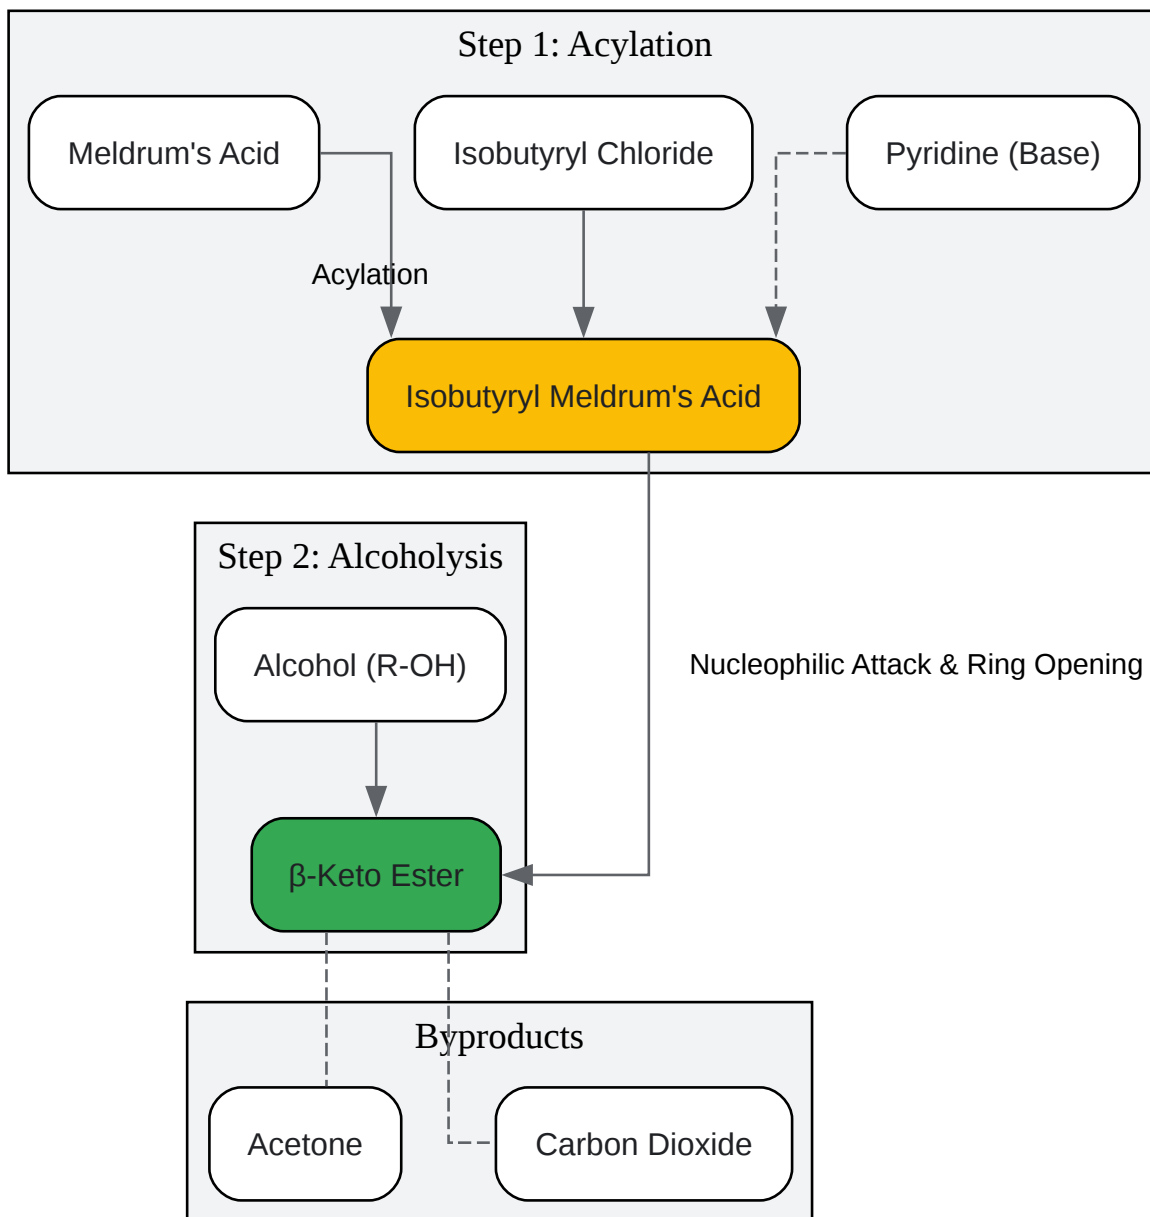 Step 1: Acylation
Meldrum's Acid
Isobutyryl Chloride
Pyridine (Base)
Acylation
Isobutyryl Meldrum's Acid
Step 2: Alcoholysis
Alcohol (R-OH)
Nucleophilic Attack & Ring Opening
β-Keto Ester
Byproducts
Acetone
Carbon Dioxide